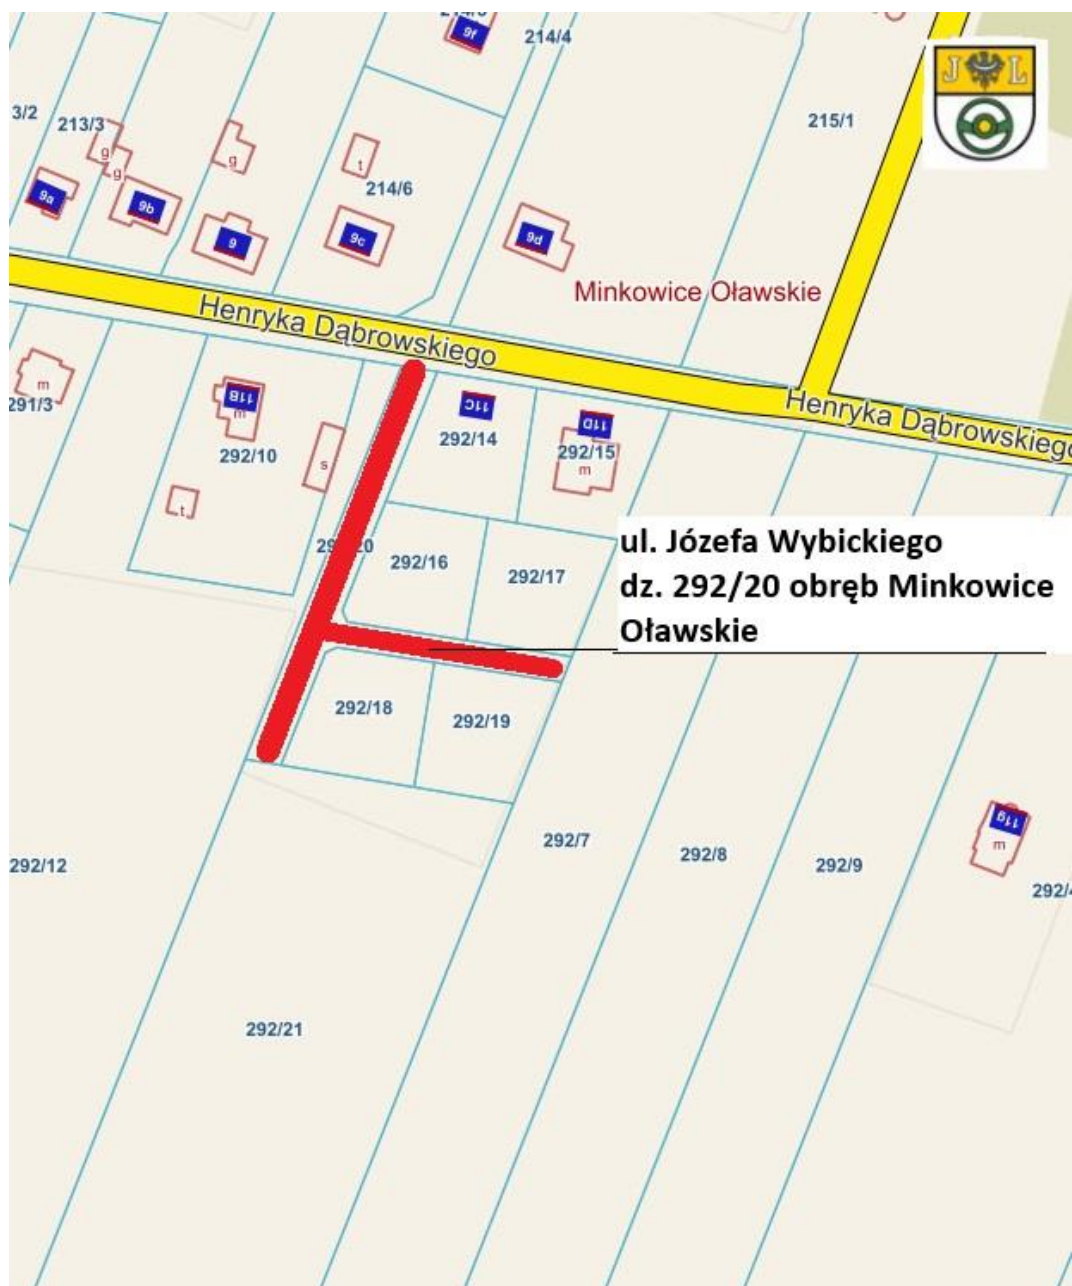 9f
214/4
J L
3/2
213/3
215/1
g
g
g
t
214/6
9a
9b
9
9c
9d
Minkowice Oławskie
Henryka Dąbrowskiego
m
291/3
11B
m
11C
292/14
11D
292/15
m
Henryka Dąbrowskiego
292/10
s
t
292/16
292/17
ul. Józefa Wybickiego
dz. 292/20 obręb Minkowice
Oławskie
292/18
292/19
292/7
292/8
292/9
11g
m
292/12
292/21